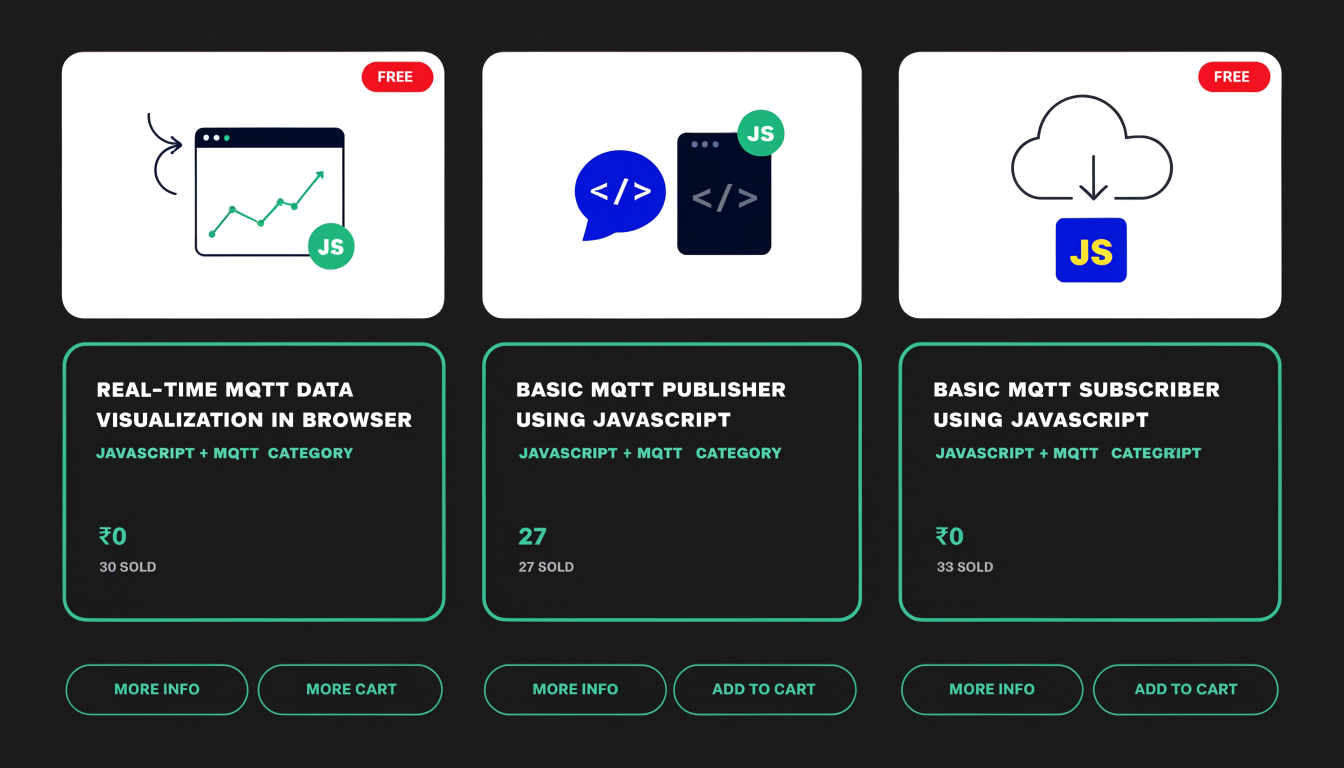 FREE
JS
</>
</>
JS
FREE
JS
REAL-TIME MQTT DATA
VISUALIZATION IN BROWSER
JAVASCRIPT + MQTT CATEGORY
₹0
30 SOLD
MORE INFO
MORE CART
BASIC MQTT PUBLISHER
USING JAVASCRIPT
JAVASCRIPT + MQTT CATEGORY
27
27 SOLD
MORE INFO
ADD TO CART
BASIC MQTT SUBSCRIBER
USING JAVASCRIPT
JAVASCRIPT + MQTT CATEGRIPT
₹0
33 SOLD
MORE INFO
ADD TO CART